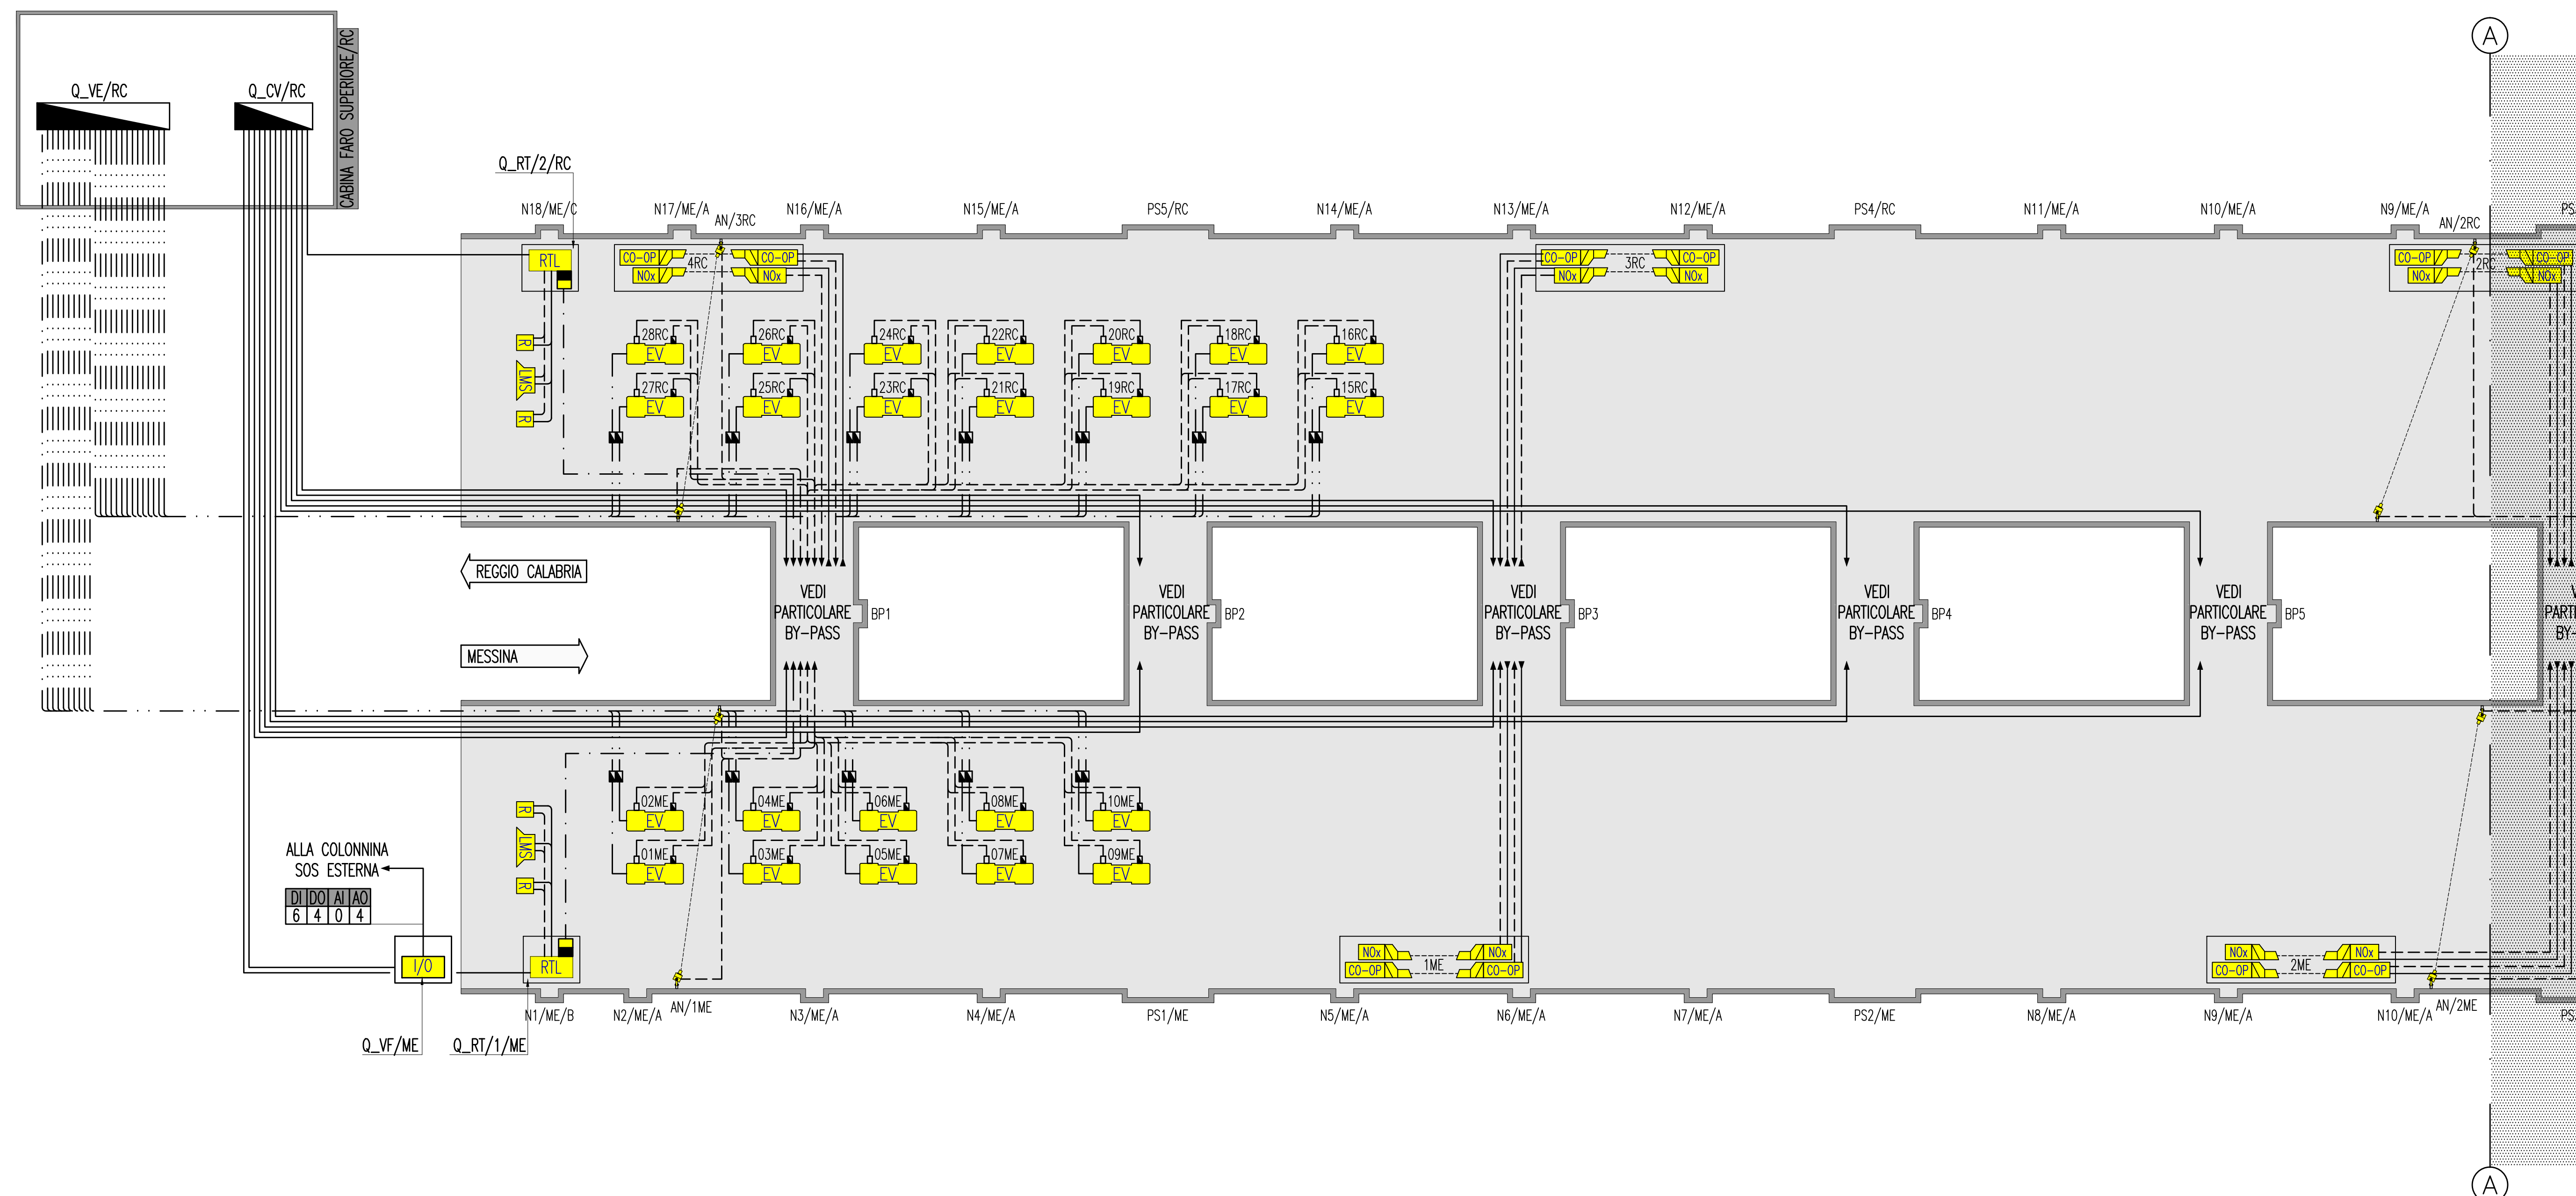 A
CABINA FARO SUPERIORE/RC
Q_VE/RC
Q_CV/RC
Q_RT/2/RC
N18/ME/C
N17/ME/A
N16/ME/A
N15/ME/A
PS5/RC
N14/ME/A
N13/ME/A
N12/ME/A
PS4/RC
N11/ME/A
N10/ME/A
N9/ME/A
AN/3RC
AN/2RC
RTL
CO-OP
4RC
CO-OP
NOx
NOx
CO-OP
3RC
CO-OP
NOx
NOx
CO-OP
2RC
CO-OP
NOx
NOx
R
LMS
R
28RC
26RC
24RC
22RC
20RC
18RC
16RC
EV
EV
EV
EV
EV
EV
EV
27RC
25RC
23RC
21RC
19RC
17RC
15RC
EV
EV
EV
EV
EV
EV
EV
REGGIO CALABRIA
MESSINA
VEDI
PARTICOLARE
BY-PASS
BP1
VEDI
PARTICOLARE
BY-PASS
BP2
VEDI
PARTICOLARE
BY-PASS
BP3
VEDI
PARTICOLARE
BY-PASS
BP4
VEDI
PARTICOLARE
BY-PASS
BP5
R
LMS
R
02ME
04ME
06ME
08ME
10ME
EV
EV
EV
EV
EV
01ME
03ME
05ME
07ME
09ME
EV
EV
EV
EV
EV
ALLA COLONNINA
SOS ESTERNA
DI DO AI AO
6 4 0 4
I/O
RTL
NOx
NOx
CO-OP
1ME
CO-OP
NOx
NOx
CO-OP
2ME
CO-OP
AN/1ME
AN/2ME
N1/ME/B
N2/ME/A
N3/ME/A
N4/ME/A
PS1/ME
N5/ME/A
N6/ME/A
N7/ME/A
PS2/ME
N8/ME/A
N9/ME/A
N10/ME/A
Q_VF/ME
Q_RT/1/ME
A